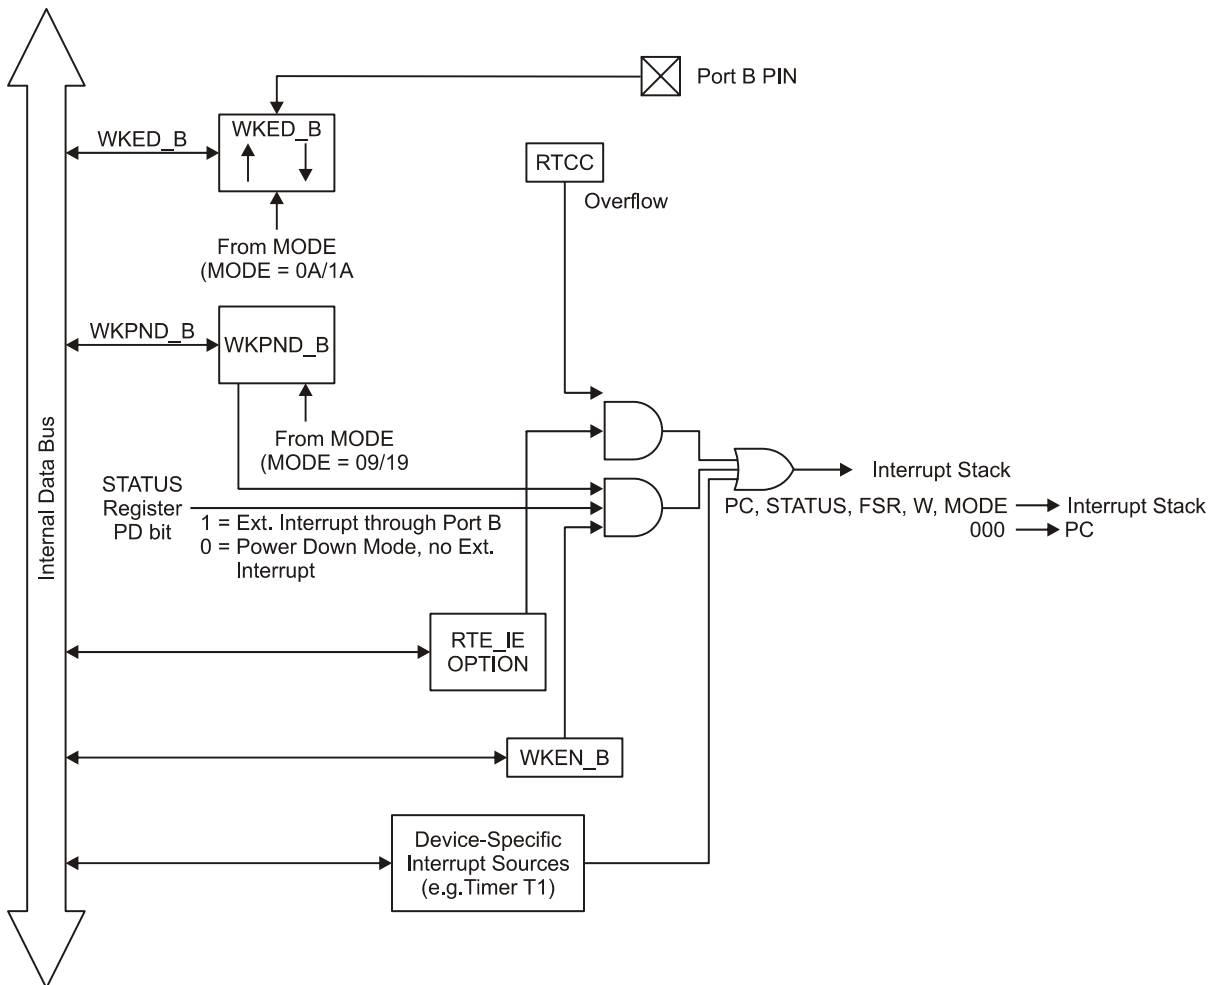 Port B PIN
WKED_B
WKED_B
RTCC
Overflow
From MODE
(MODE = 0A/1A
WKPND_B
WKPND_B
From MODE
(MODE = 09/19
Internal Data Bus
Interrupt Stack
STATUS
Register
PD bit
1 = Ext. Interrupt through Port B
0 = Power Down Mode, no Ext.
Interrupt
PC, STATUS, FSR, W, MODE
Interrupt Stack
000
PC
RTE_IE
OPTION
WKEN_B
Device-Specific
Interrupt Sources
(e.g.Timer T1)